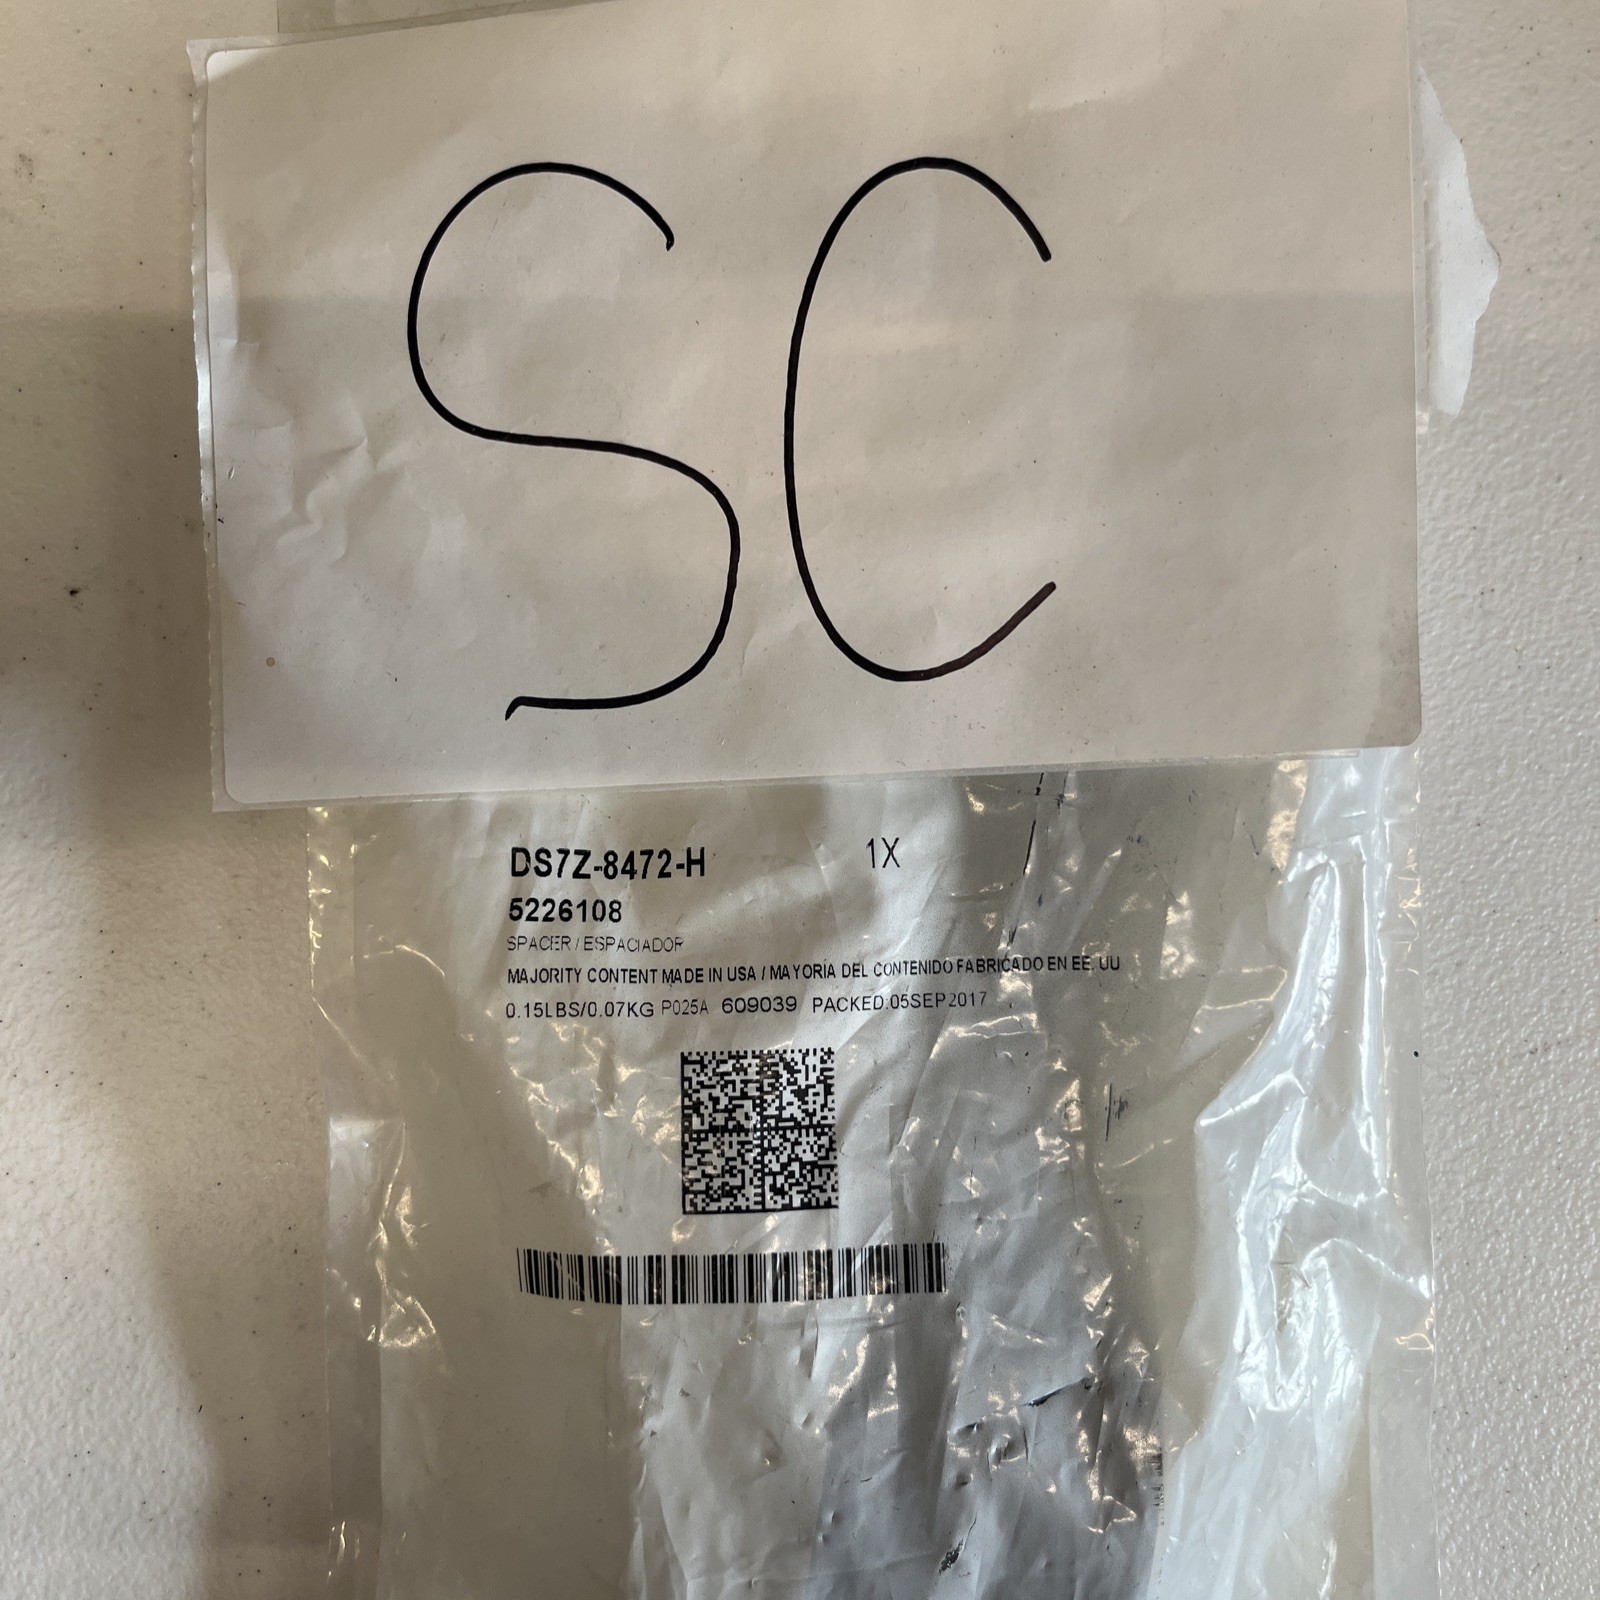 SC
DS7Z-8472-H 1X
5226108
SPACER / ESPACIADOR
MAJORITY CONTENT MADE IN USA / MAYORÍA DEL CONTENIDO FABRICADO EN EE. UU
0.15LBS/0.07KG P025A 609039 PACKED:05SEP2017